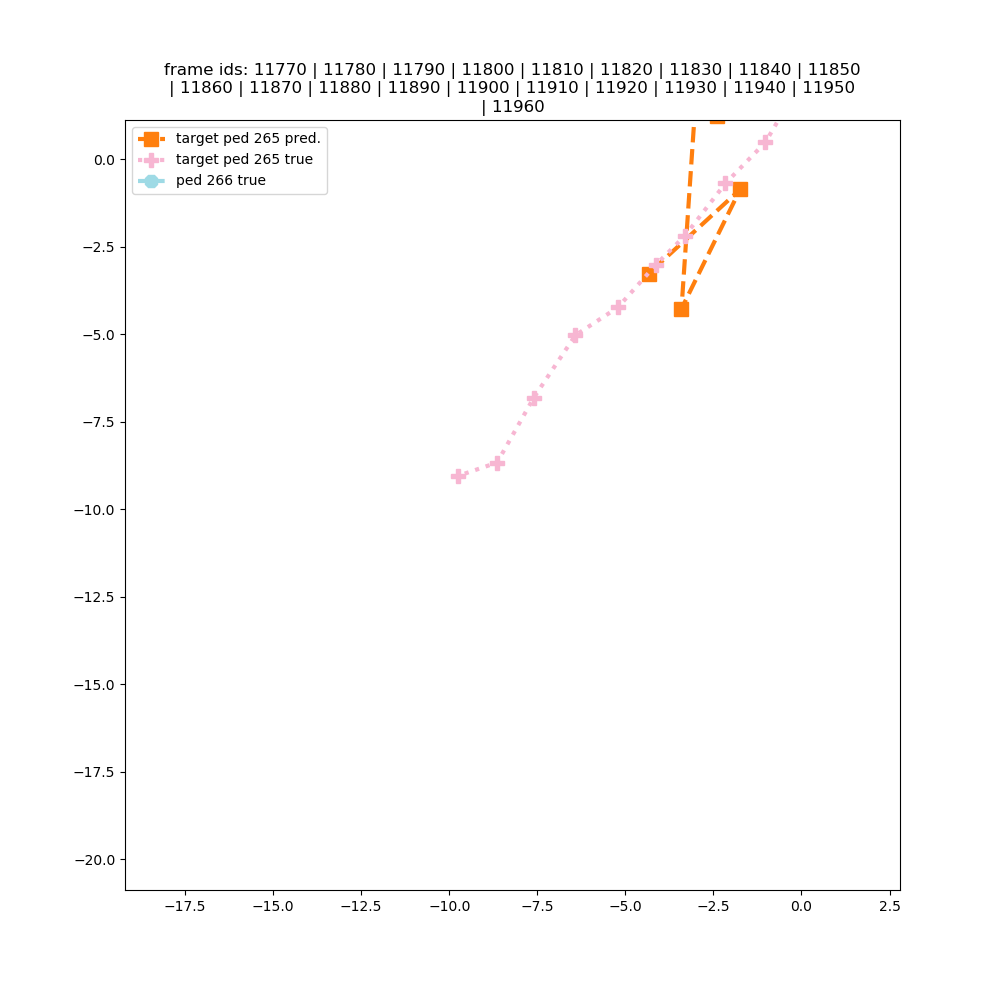 frame ids: 11770 | 11780 | 11790 | 11800 | 11810 | 11820 | 11830 | 11840 | 11850
| 11860 | 11870 | 11880 | 11890 | 11900 | 11910 | 11920 | 11930 | 11940 | 11950
| 11960
target ped 265 pred.
target ped 265 true
ped 266 true
0.0
−2.5
−5.0
−7.5
−10.0
−12.5
−15.0
−17.5
−20.0
−17.5 −15.0 −12.5 −10.0 −7.5 −5.0 −2.5 0.0 2.5